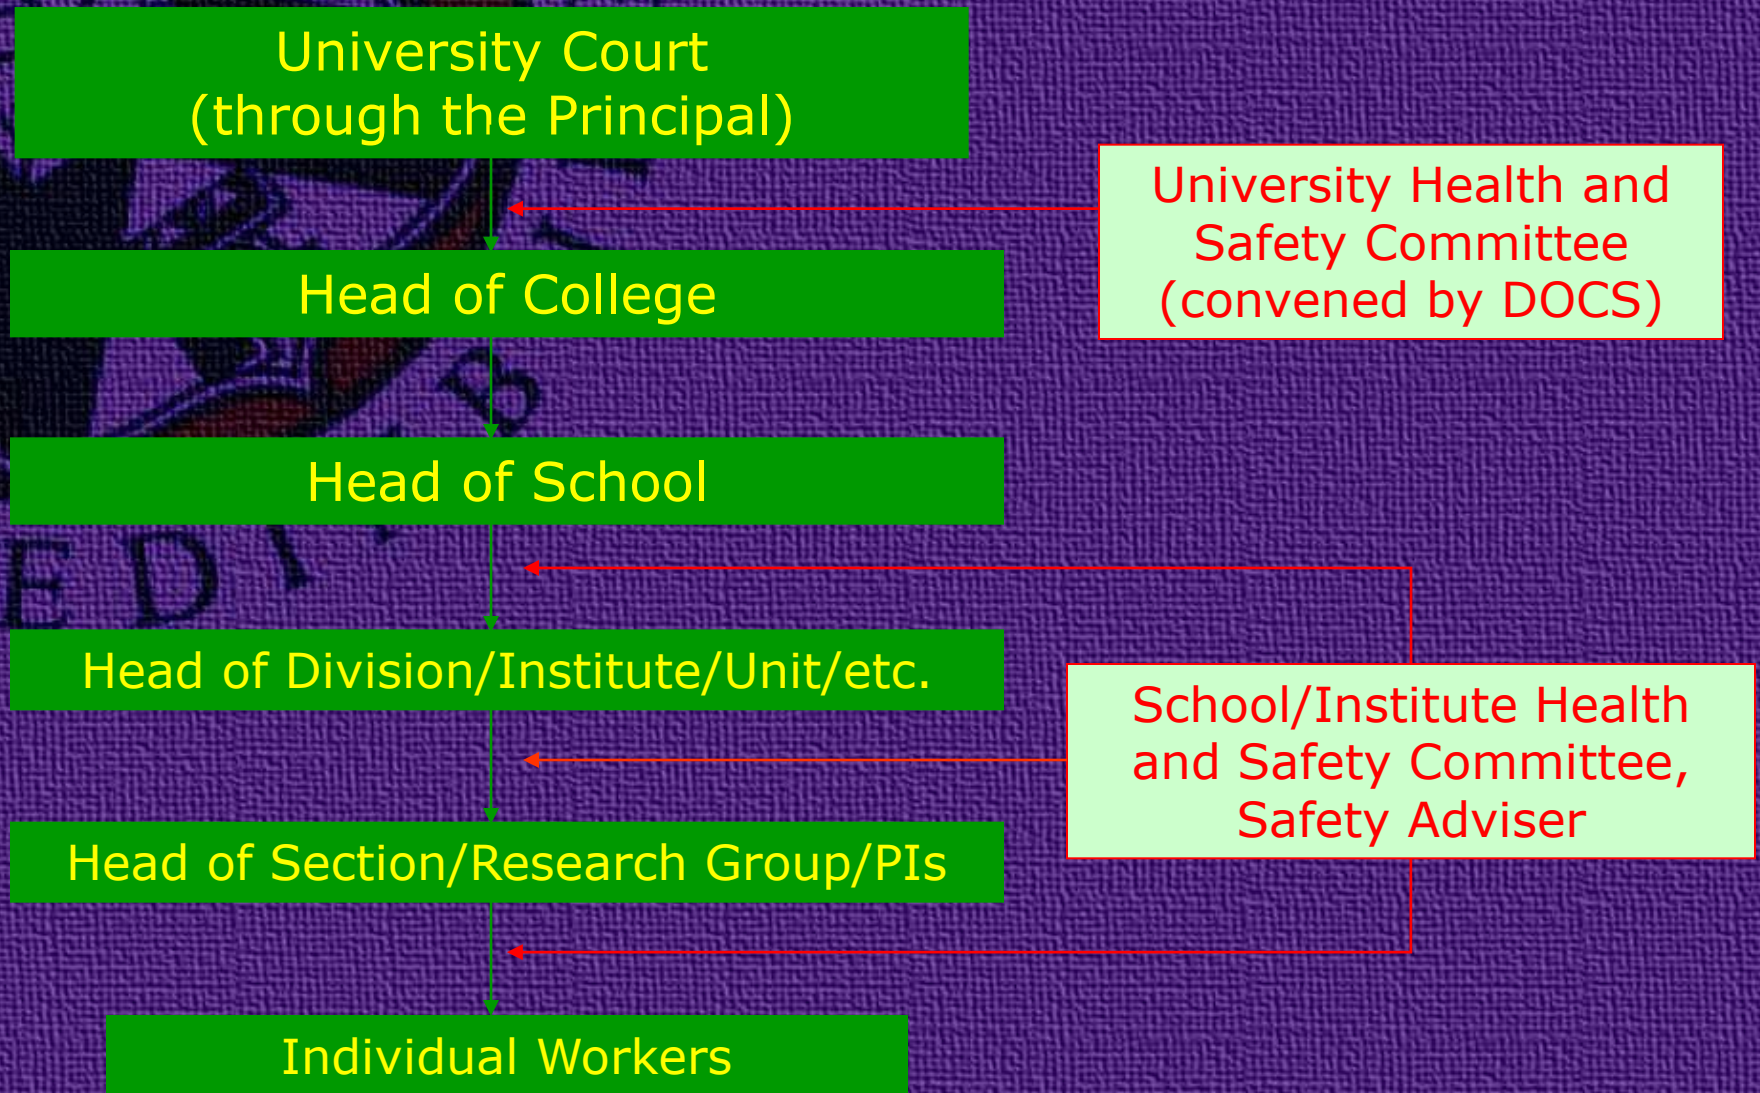 University Court
(through the Principal)
University Health and
Safety Committee
(convened by DOCS)
Head of College
Head of School
E D I N B
Head of Division/Institute/Unit/etc.
School/Institute Health
and Safety Committee,
Safety Adviser
Head of Section/Research Group/PIs
Individual Workers